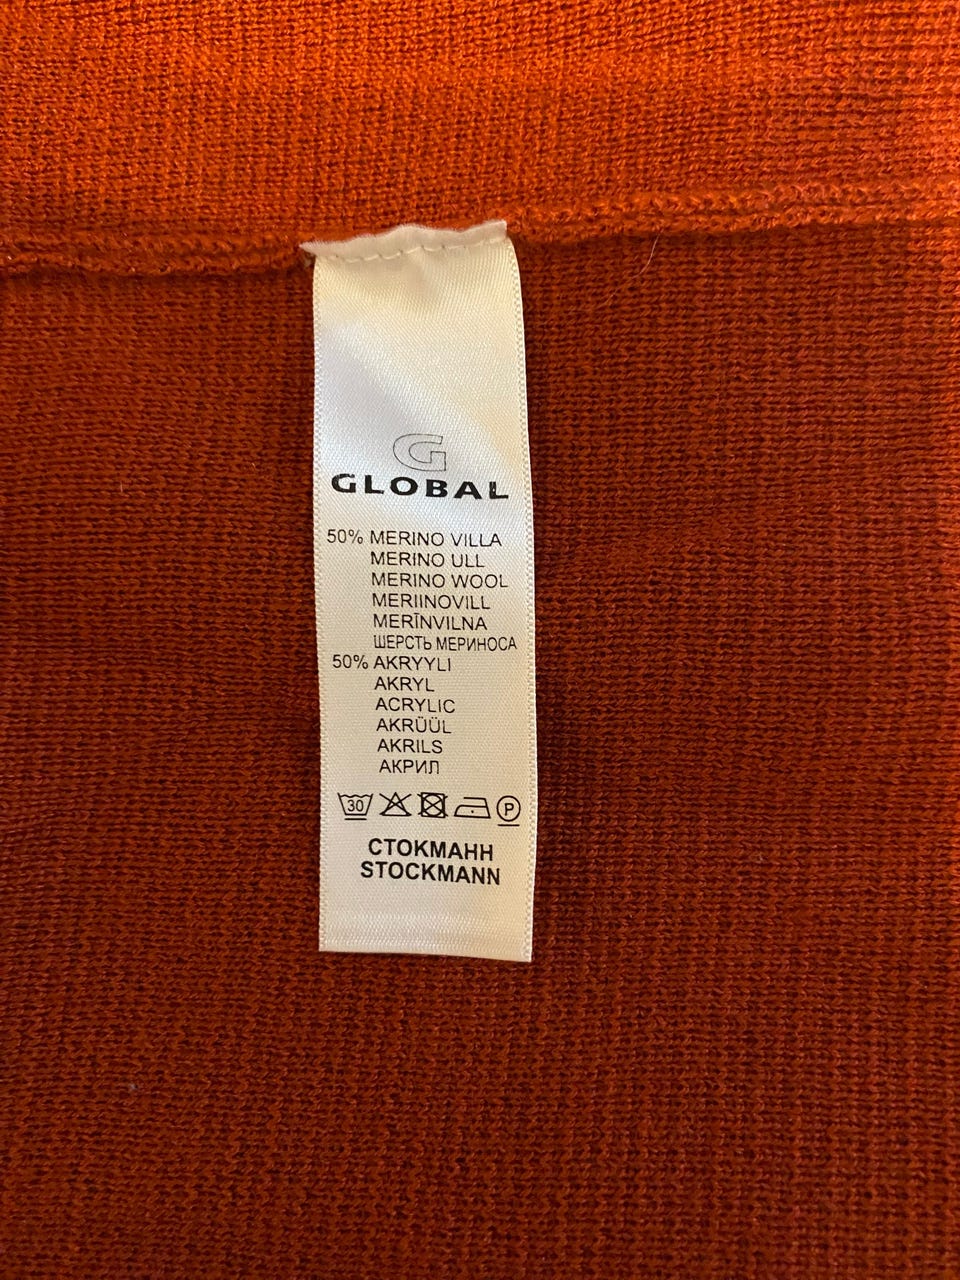 G
GLOBAL
50% MERINO VILLA
MERINO ULL
MERINO WOOL
MERIINOVILL
MERĪNVILNA
ШЕРСТЬ МЕРИНОСА
50% AKRYYLI
AKRYL
ACRYLIC
AKRÜÜL
AKRILS
АКРИЛ
30 P
СТОКМАНН
STOCKMANN